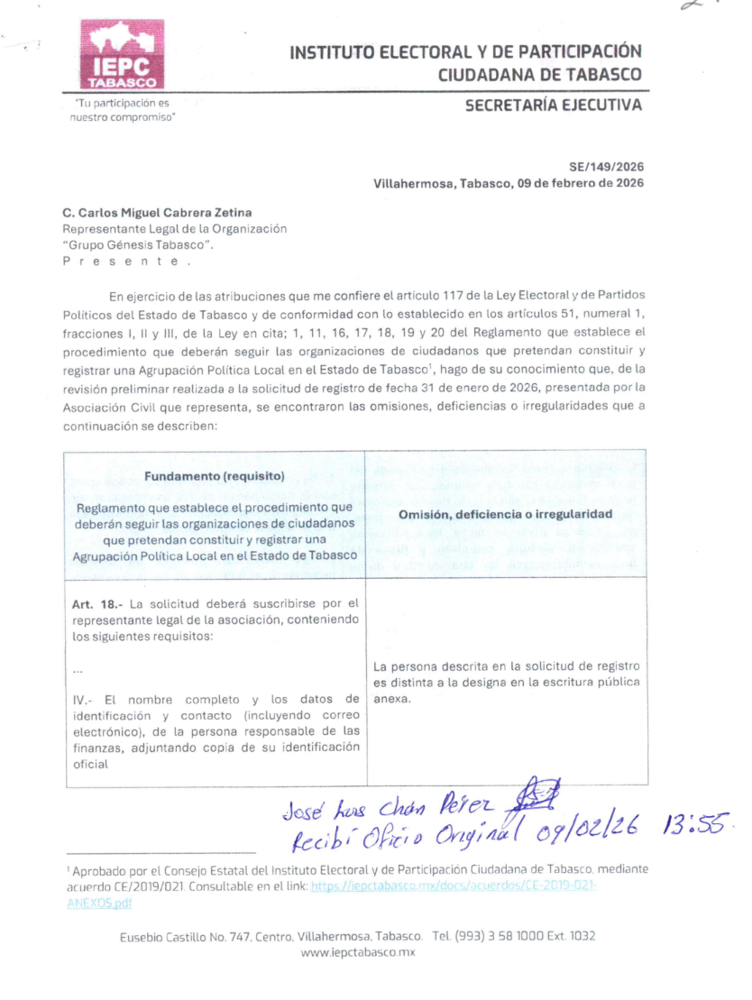 IEPC
TABASCO
"Tu participación es
nuestro compromiso"
INSTITUTO ELECTORAL Y DE PARTICIPACIÓN
CIUDADANA DE TABASCO
SECRETARÍA EJECUTIVA
SE/149/2026
Villahermosa, Tabasco, 09 de febrero de 2026
C. Carlos Miguel Cabrera Zetina
Representante Legal de la Organización
"Grupo Génesis Tabasco".
P r e s e n t e .
En ejercicio de las atribuciones que me confiere el artículo 117 de la Ley Electoral y de Partidos
Políticos del Estado de Tabasco y de conformidad con lo establecido en los artículos 51, numeral 1,
fracciones I, II y III, de la Ley en cita; 1, 11, 16, 17, 18, 19 y 20 del Reglamento que establece el
procedimiento que deberán seguir las organizaciones de ciudadanos que pretendan constituir y
registrar una Agrupación Política Local en el Estado de Tabasco¹, hago de su conocimiento que, de la
revisión preliminar realizada a la solicitud de registro de fecha 31 de enero de 2026, presentada por la
Asociación Civil que representa, se encontraron las omisiones, deficiencias o irregularidades que a
continuación se describen:
Fundamento (requisito)
Reglamento que establece el procedimiento que
deberán seguir las organizaciones de ciudadanos
que pretendan constituir y registrar una
Agrupación Política Local en el Estado de Tabasco
Omisión, deficiencia o irregularidad
Art. 18.- La solicitud deberá suscribirse por el
representante legal de la asociación, conteniendo
los siguientes requisitos:
...
IV.- El nombre completo y los datos de
identificación y contacto (incluyendo correo
electrónico), de la persona responsable de las
finanzas, adjuntando copia de su identificación
oficial
La persona descrita en la solicitud de registro
es distinta a la designa en la escritura pública
anexa.
José Luis Chán Pérez
Recibí Oficio Original 09/02/26 13:55
¹ Aprobado por el Consejo Estatal del Instituto Electoral y de Participación Ciudadana de Tabasco, mediante
acuerdo CE/2019/021. Consultable en el link: https://iepctabasco.mx/docs/acuerdos/CE-2019-021-
ANEXOS.pdf
Eusebio Castillo No. 747, Centro, Villahermosa, Tabasco. Tel. (993) 3 58 1000 Ext. 1032
www.iepctabasco.mx